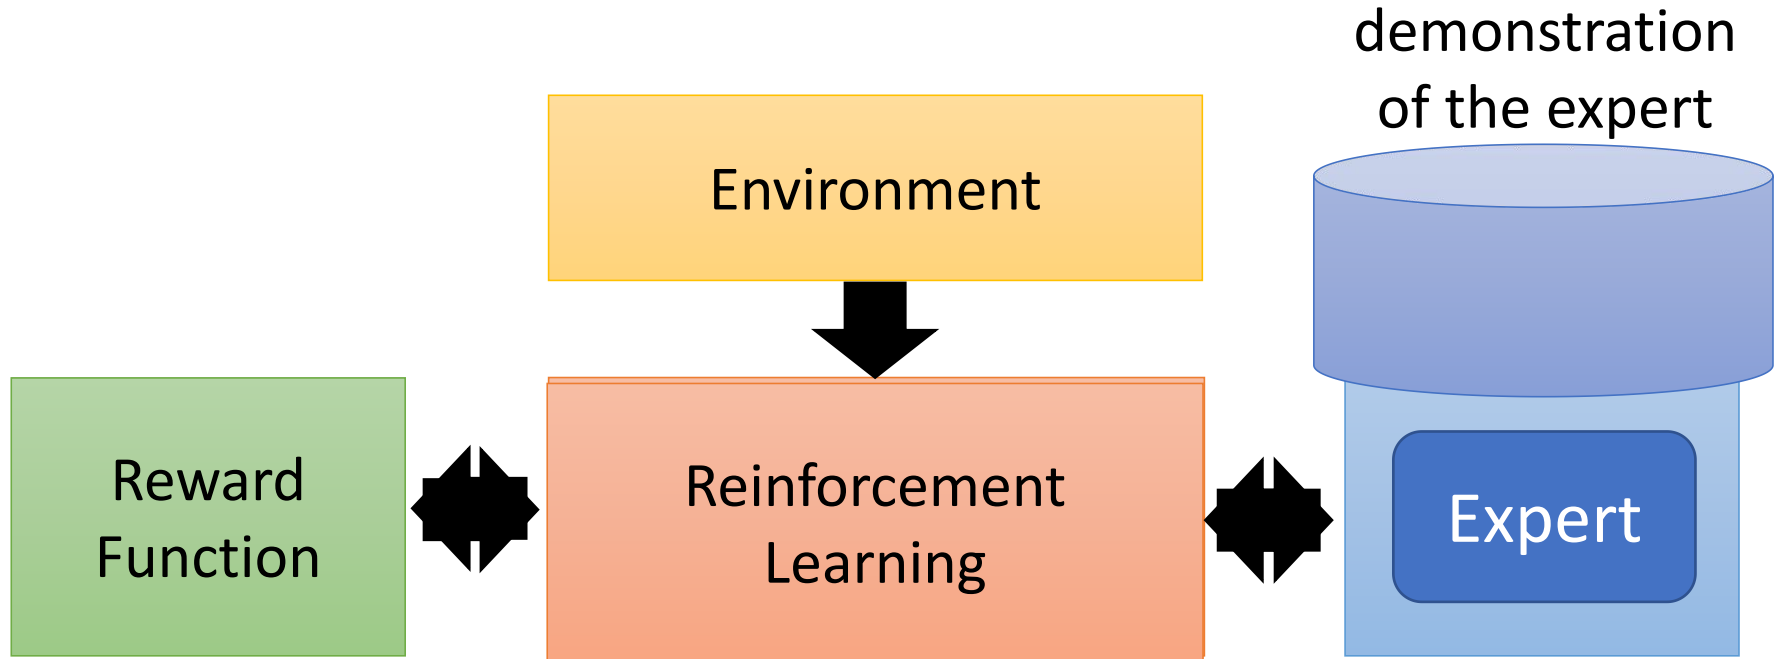 demonstration
of the expert
Environment
Reward
Function
Reinforcement
Learning
Expert